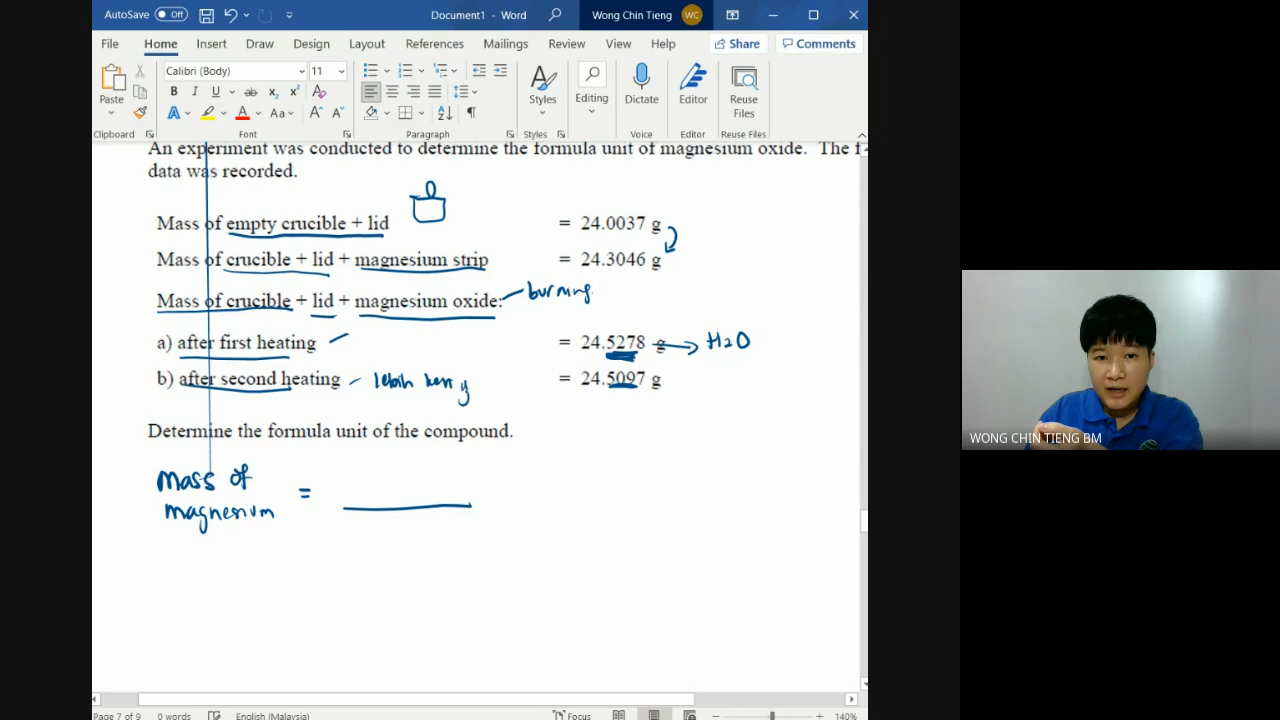 AutoSave Off Document1 - Word Wong Chin Tieng WC
File Home Insert Draw Design Layout References Mailings Review View Help Share Comments
Calibri (Body) 11
Paste Styles Editing Dictate Editor Reuse Files
B I U ab x₂ x² A
A A Aa A A
Clipboard Font Paragraph Styles Voice Editor Reuse Files
An experiment was conducted to determine the formula unit of magnesium oxide. The f
data was recorded.
Mass of empty crucible + lid = 24.0037 g
Mass of crucible + lid + magnesium strip = 24.3046 g
Mass of crucible + lid + magnesium oxide: burning.
a) after first heating = 24.5278 g H2O
b) after second heating = 24.5097 g
Determine the formula unit of the compound.
Mass of
magnesium =
WONG CHIN TIENG BM
Page 7 of 9 0 words English (Malaysia) Focus 140%